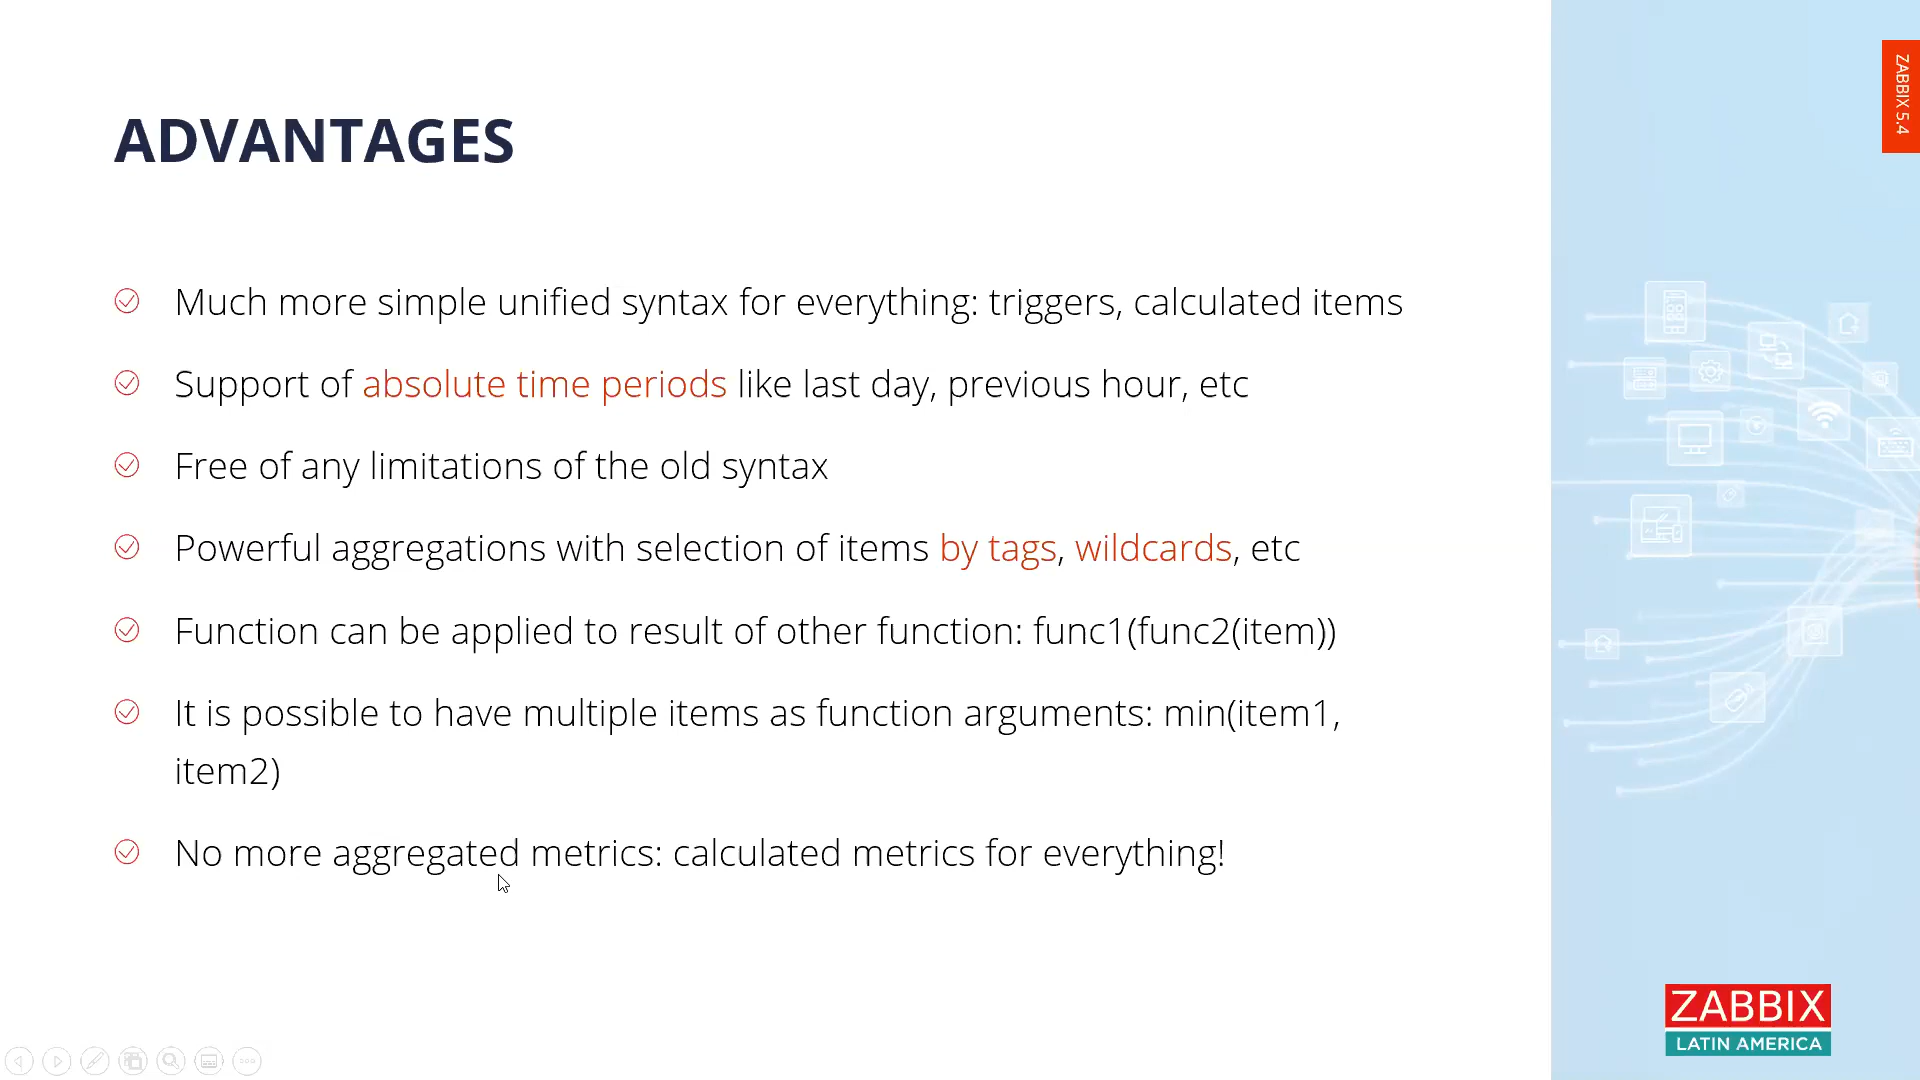 ZABBIX 5.4
ADVANTAGES
Much more simple unified syntax for everything: triggers, calculated items
Support of absolute time periods like last day, previous hour, etc
Free of any limitations of the old syntax
Powerful aggregations with selection of items by tags, wildcards, etc
Function can be applied to result of other function: func1(func2(item))
It is possible to have multiple items as function arguments: min(item1,
item2)
No more aggregated metrics: calculated metrics for everything!
ZABBIX
LATIN AMERICA